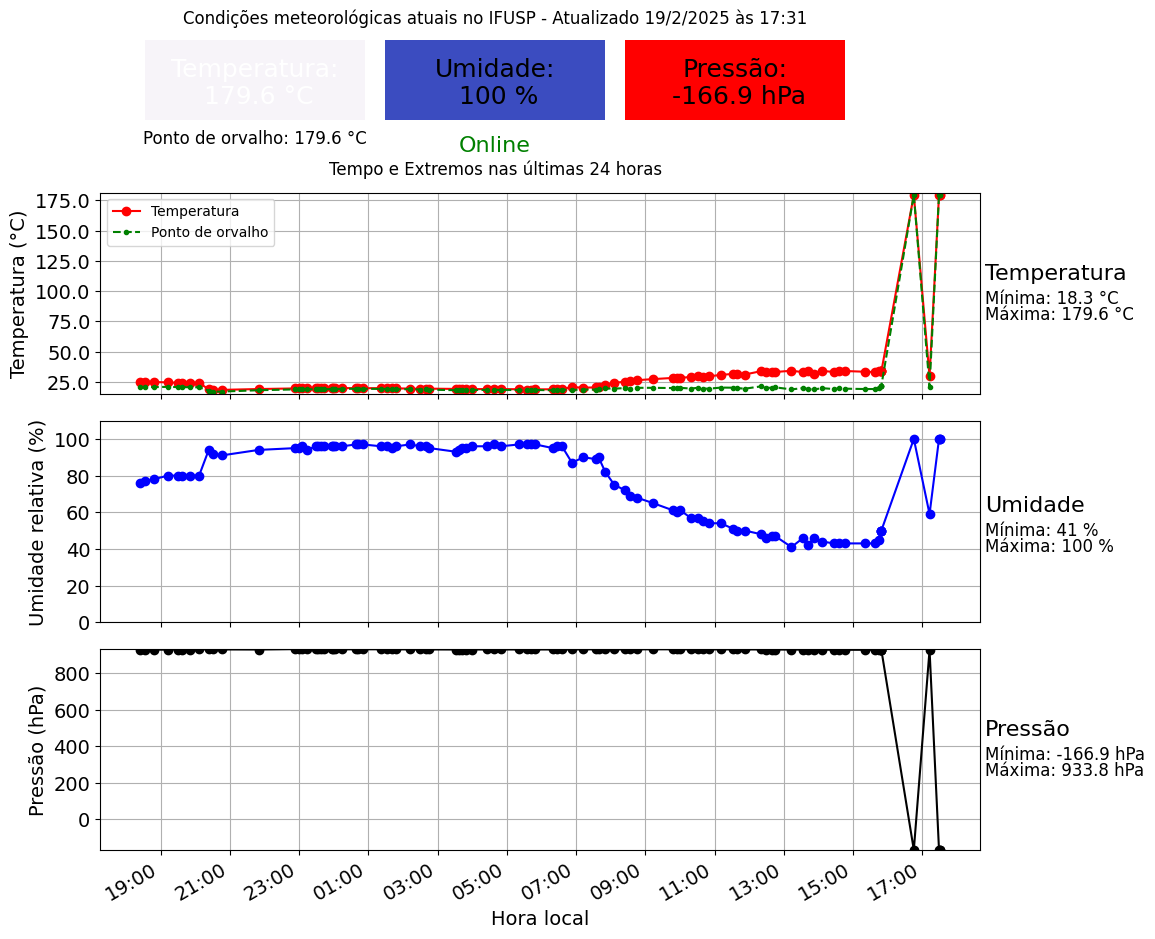 Condições meteorológicas atuais no IFUSP - Atualizado 19/2/2025 às 17:31
Temperatura:
179.6 °C
Umidade:
100 %
Pressão:
-166.9 hPa
Ponto de orvalho: 179.6 °C
Online
Tempo e Extremos nas últimas 24 horas
Temperatura (°C)
175.0
150.0
125.0
100.0
75.0
50.0
25.0
Temperatura
Ponto de orvalho
Temperatura
Mínima: 18.3 °C
Máxima: 179.6 °C
Umidade relativa (%)
100
80
60
40
20
0
Umidade
Mínima: 41 %
Máxima: 100 %
Pressão (hPa)
800
600
400
200
0
Pressão
Mínima: -166.9 hPa
Máxima: 933.8 hPa
19:00
21:00
23:00
01:00
03:00
05:00
07:00
09:00
11:00
13:00
15:00
17:00
Hora local